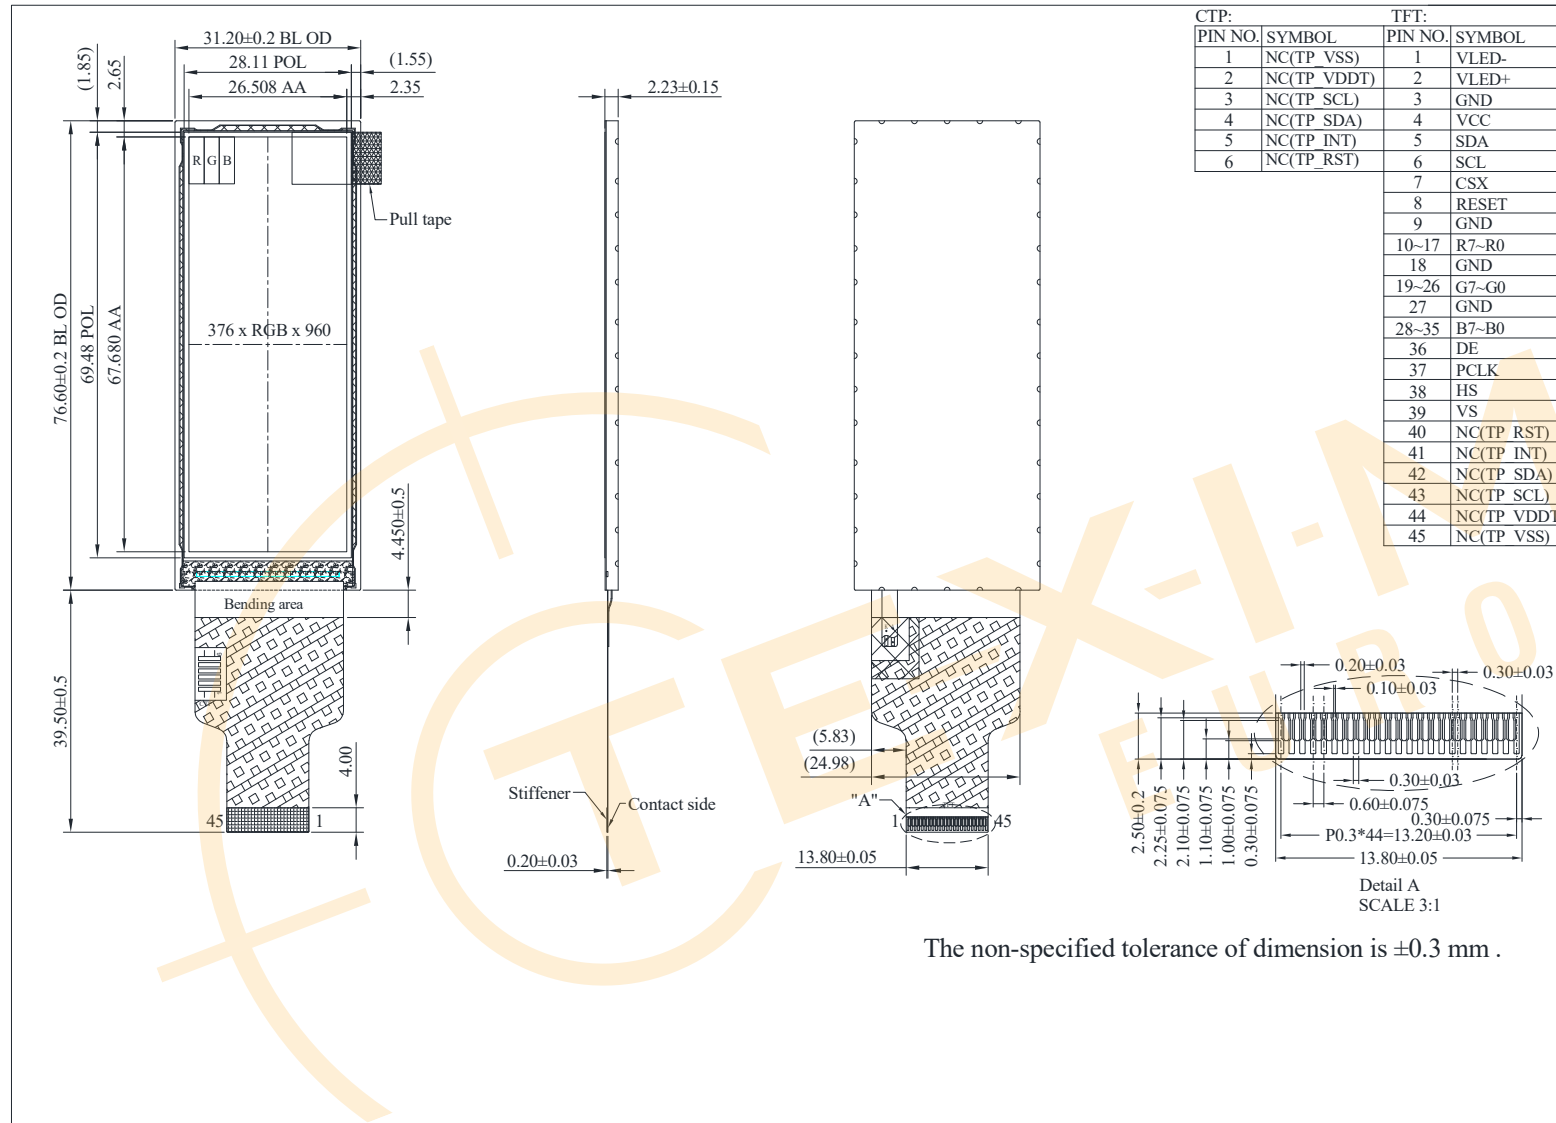 31.20±0.2 BL OD
28.11 POL
(1.55)
26.508 AA
2.35
(1.85)
2.65
R G B
Pull tape
376 x RGB x 960
76.60±0.2 BL OD
69.48 POL
67.680 AA
4.450±0.5
Bending area
39.50±0.5
4.00
45
1
2.23±0.15
Stiffener
Contact side
0.20±0.03
(5.83)
(24.98)
"A"
1
45
13.80±0.05
CTP:
PIN NO. SYMBOL
1 NC(TP_VSS)
2 NC(TP_VDDT)
3 NC(TP_SCL)
4 NC(TP_SDA)
5 NC(TP_INT)
6 NC(TP_RST)
TFT:
PIN NO. SYMBOL
1 VLED-
2 VLED+
3 GND
4 VCC
5 SDA
6 SCL
7 CSX
8 RESET
9 GND
10~17 R7~R0
18 GND
19~26 G7~G0
27 GND
28~35 B7~B0
36 DE
37 PCLK
38 HS
39 VS
40 NC(TP_RST)
41 NC(TP_INT)
42 NC(TP_SDA)
43 NC(TP_SCL)
44 NC(TP_VDDT
45 NC(TP_VSS)
0.20±0.03
0.30±0.03
0.10±0.03
0.30±0.03
0.60±0.075
0.30±0.075
P0.3*44=13.20±0.03
13.80±0.05
2.50±0.2
2.25±0.075
2.10±0.075
1.10±0.075
1.00±0.075
0.30±0.075
Detail A
SCALE 3:1
The non-specified tolerance of dimension is ±0.3 mm .
TEXIM
EURO